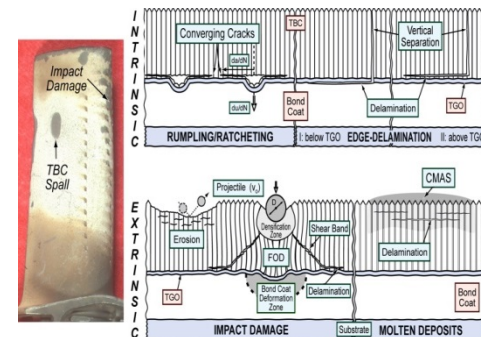 Impact
Damage
TBC
Spall
INTRINSIC
Converging Cracks
TBC
Vertical
Separation
da/dN
du/dN
Delamination
TGO
Bond
Coat
RUMPLING/RATCHETING
I: below TGO
EDGE-DELAMINATION
II: above TGO
EXTRINSIC
Projectile (v₀)
D
CMAS
Erosion
Densification
Zone
Shear Band
Delamination
FOD
TGO
Bond Coat
Deformation
Zone
Delamination
Bond
Coat
IMPACT DAMAGE
Substrate
MOLTEN DEPOSITS